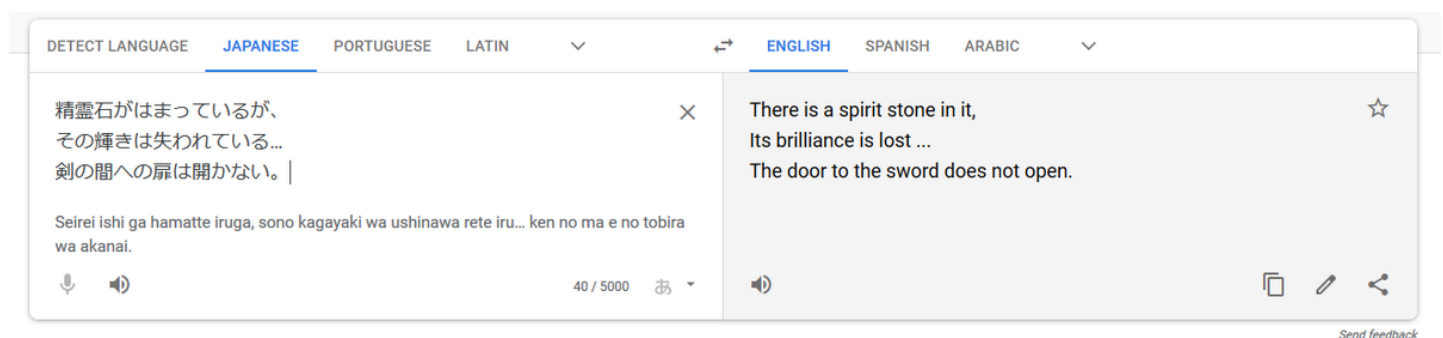 DETECT LANGUAGE JAPANESE PORTUGUESE LATIN ENGLISH SPANISH ARABIC
精霊石がはまっているが、
その輝きは失われている...
剣の間への扉は開かない。
Seirei ishi ga hamatte iruga, sono kagayaki wa ushinawa rete iru... ken no ma e no tobira
wa akanai.
40 / 5000 あ
There is a spirit stone in it,
Its brilliance is lost ...
The door to the sword does not open.
Send feedback